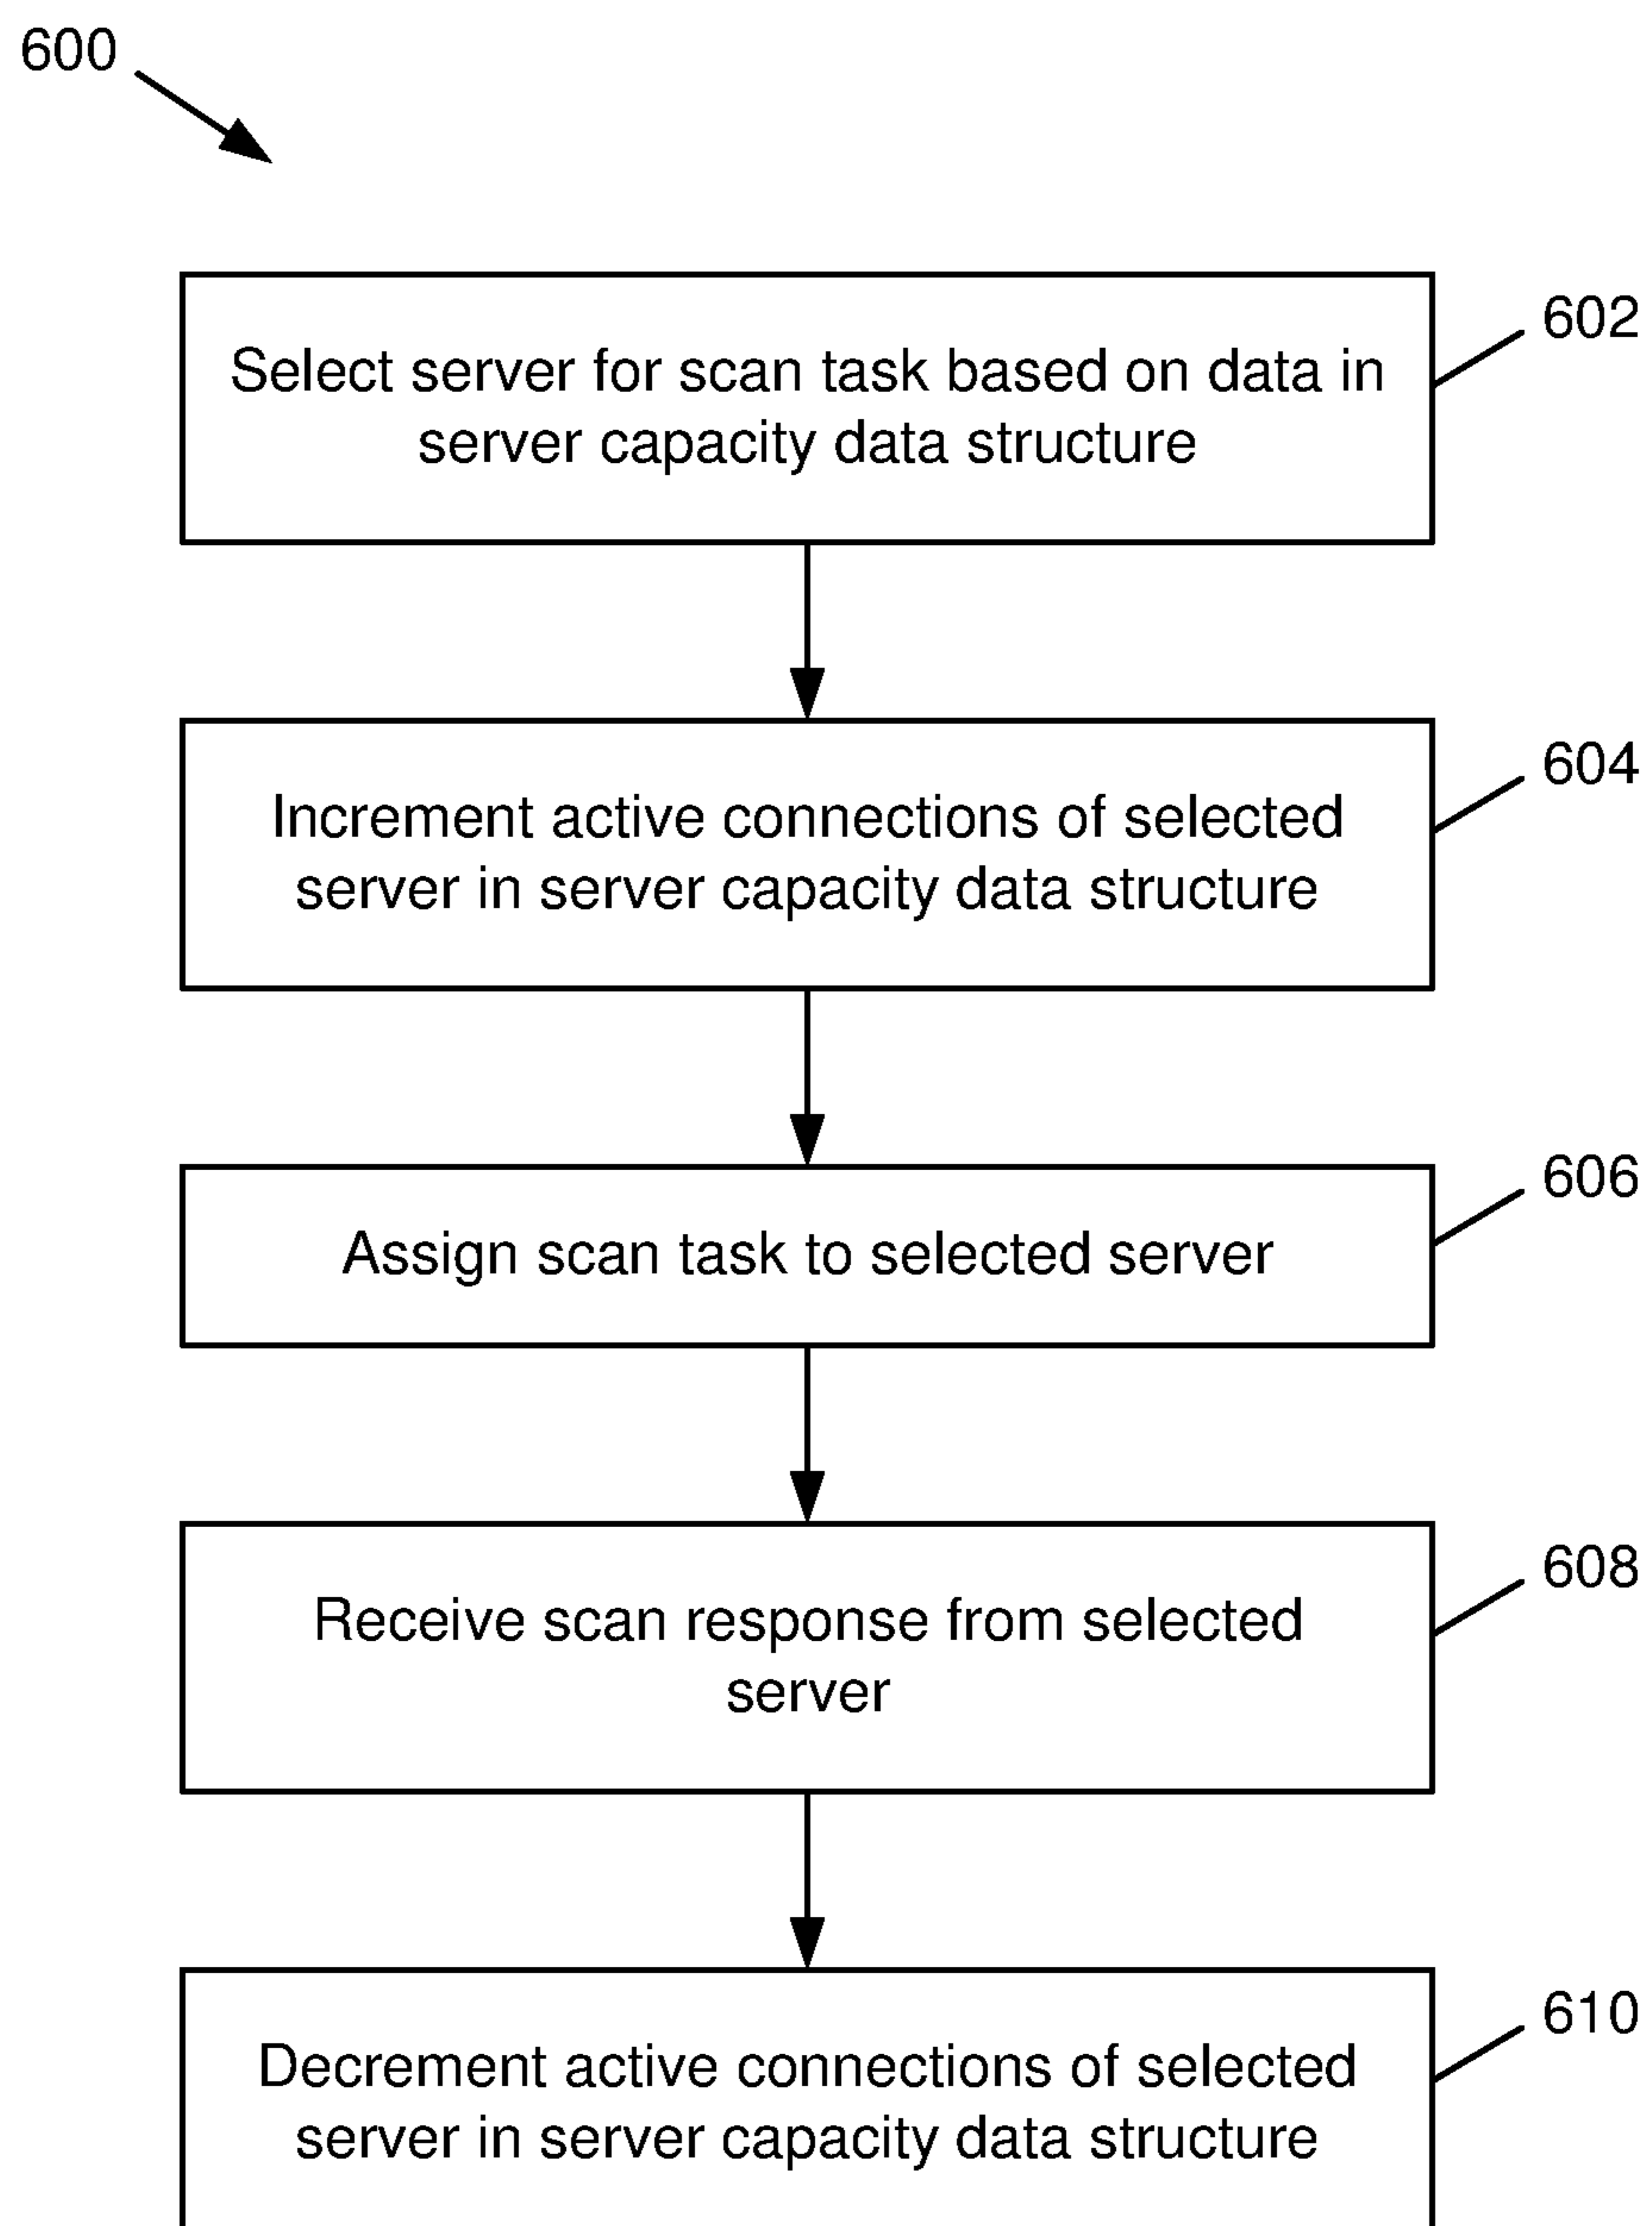 600
602
Select server for scan task based on data in
server capacity data structure
604
Increment active connections of selected
server in server capacity data structure
606
Assign scan task to selected server
608
Receive scan response from selected
server
610
Decrement active connections of selected
server in server capacity data structure